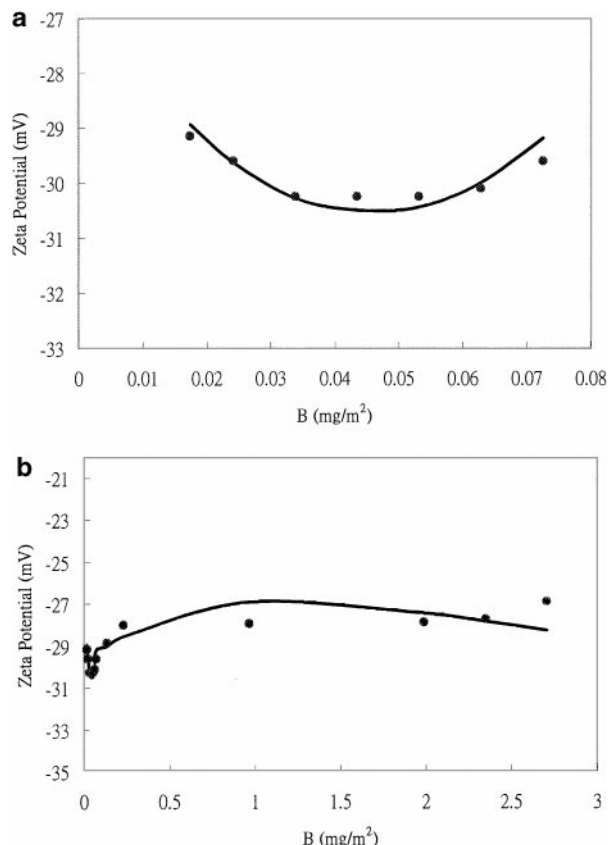 a
-27
-28
-29
-30
-31
-32
-33
Zeta Potential (mV)
0 0.01 0.02 0.03 0.04 0.05 0.06 0.07 0.08
B (mg/m²)
b
-21
-23
-25
-27
-29
-31
-33
-35
Zeta Potential (mV)
0 0.5 1 1.5 2 2.5 3
B (mg/m²)